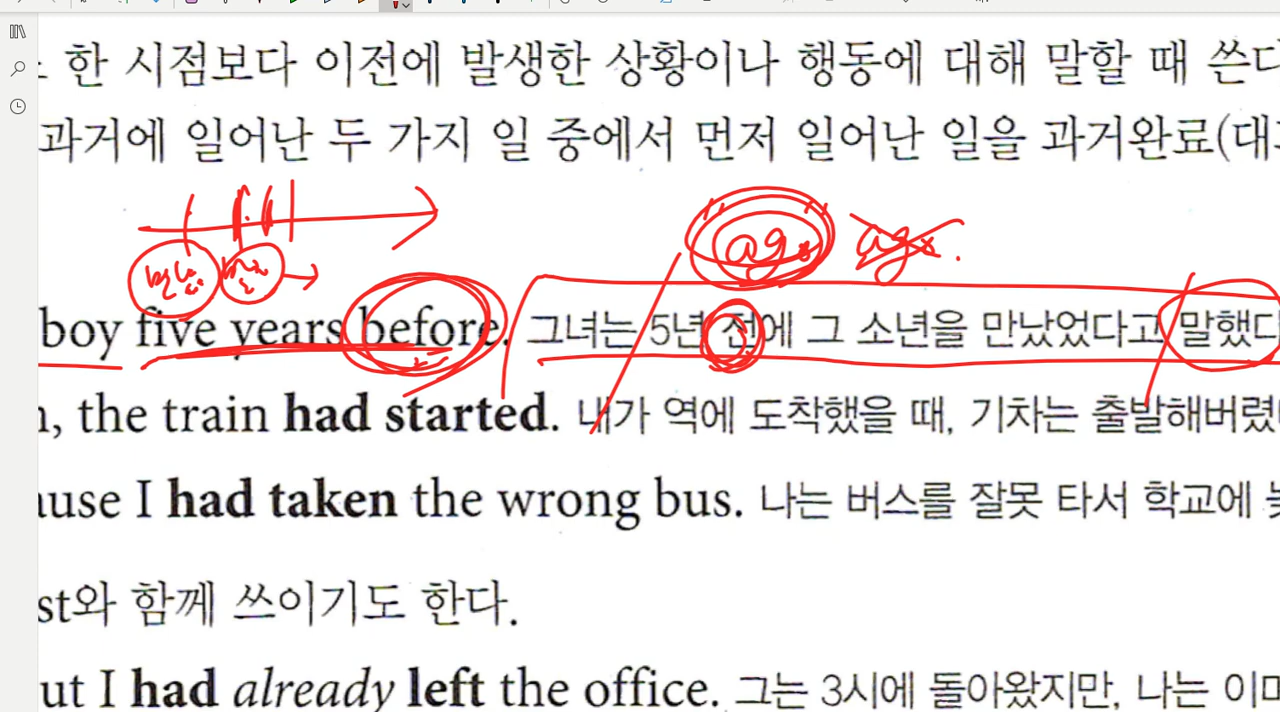 한 시점보다 이전에 발생한 상황이나 행동에 대해 말할 때 쓴다
과거에 일어난 두 가지 일 중에서 먼저 일어난 일을 과거완료(대
ago ago.
boy five years before. 그녀는 5년 전에 그 소년을 만났었다고 말했다
, the train had started. 내가 역에 도착했을 때, 기차는 출발해버렸
ause I had taken the wrong bus. 나는 버스를 잘못 타서 학교에
st와 함께 쓰이기도 한다.
ut I had already left the office. 그는 3시에 돌아왔지만, 나는 이미